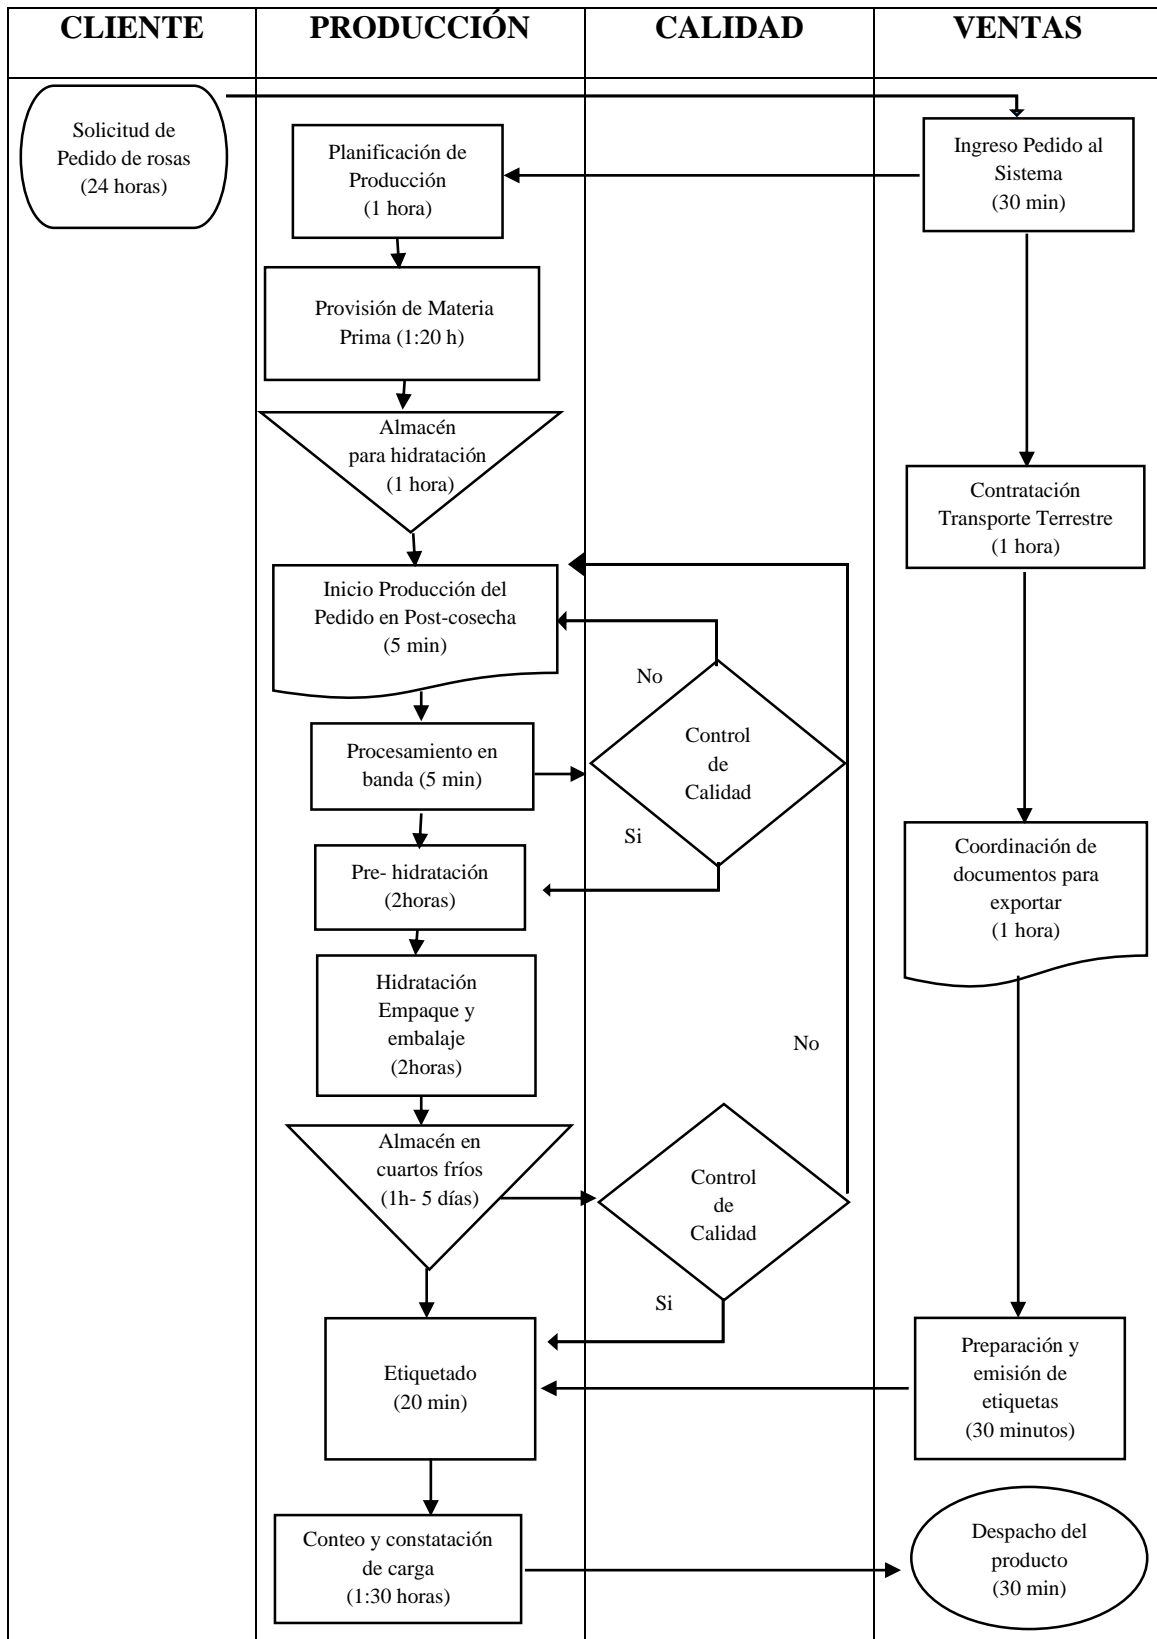 CLIENTE
PRODUCCIÓN
CALIDAD
VENTAS
Solicitud de
Pedido de rosas
(24 horas)
Planificación de
Producción
(1 hora)
Ingreso Pedido al
Sistema
(30 min)
Provisión de Materia
Prima (1:20 h)
Almacén
para hidratación
(1 hora)
Contratación
Transporte Terrestre
(1 hora)
Inicio Producción del
Pedido en Post-cosecha
(5 min)
No
Control
de
Calidad
Si
Procesamiento en
banda (5 min)
Pre- hidratación
(2horas)
Coordinación de
documentos para
exportar
(1 hora)
Hidratación
Empaque y
embalaje
(2horas)
No
Almacén en
cuartos fríos
(1h- 5 días)
Control
de
Calidad
Si
Etiquetado
(20 min)
Preparación y
emisión de
etiquetas
(30 minutos)
Conteo y constatación
de carga
(1:30 horas)
Despacho del
producto
(30 min)